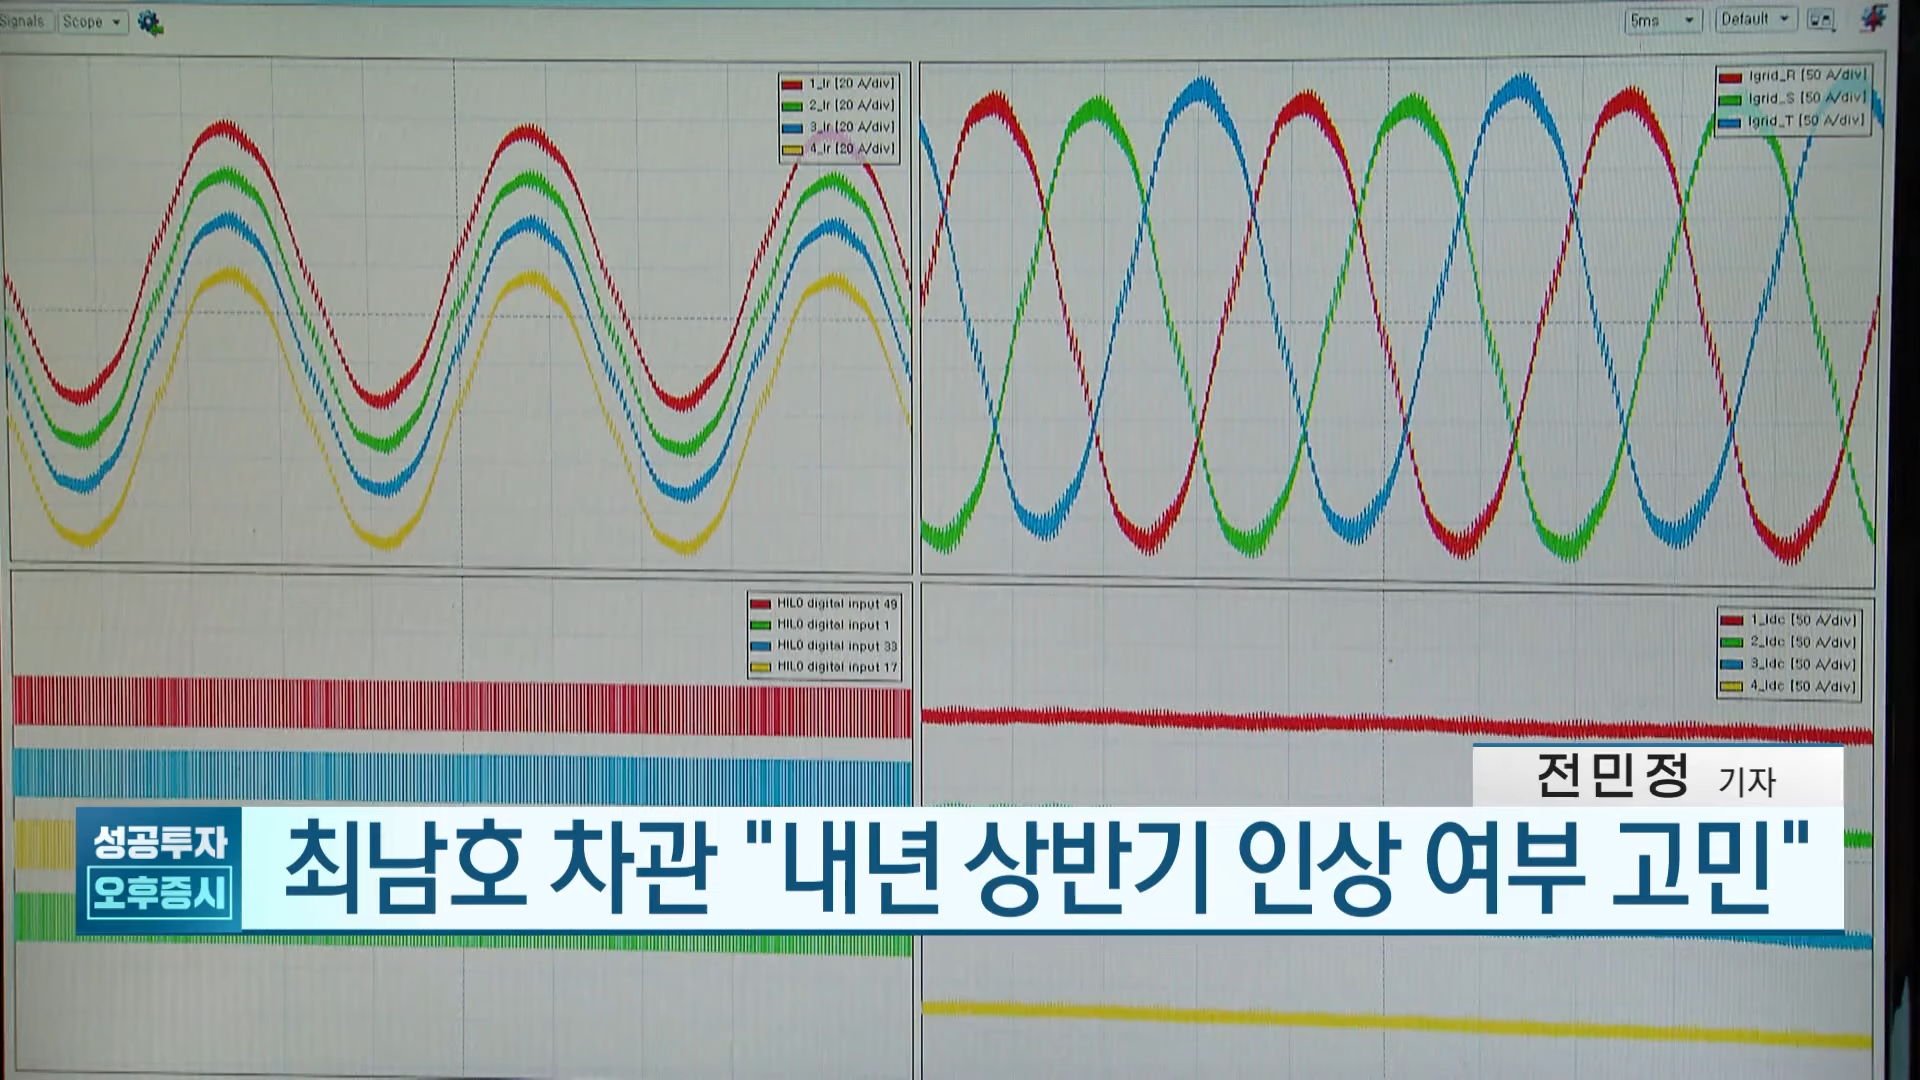 Signals Scope
5ms Default
1_Ir [20 A/div]
2_Ir [20 A/div]
3_Ir [20 A/div]
4_Ir [20 A/div]
Igrid_R [50 A/div]
Igrid_S [50 A/div]
Igrid_T [50 A/div]
HIL0 digital input 49
HIL0 digital input 1
HIL0 digital input 33
HIL0 digital input 17
1_Idc [50 A/div]
2_Idc [50 A/div]
3_Idc [50 A/div]
4_Idc [50 A/div]
전민정 기자
성공투자
오후증시
최남호 차관 "내년 상반기 인상 여부 고민"